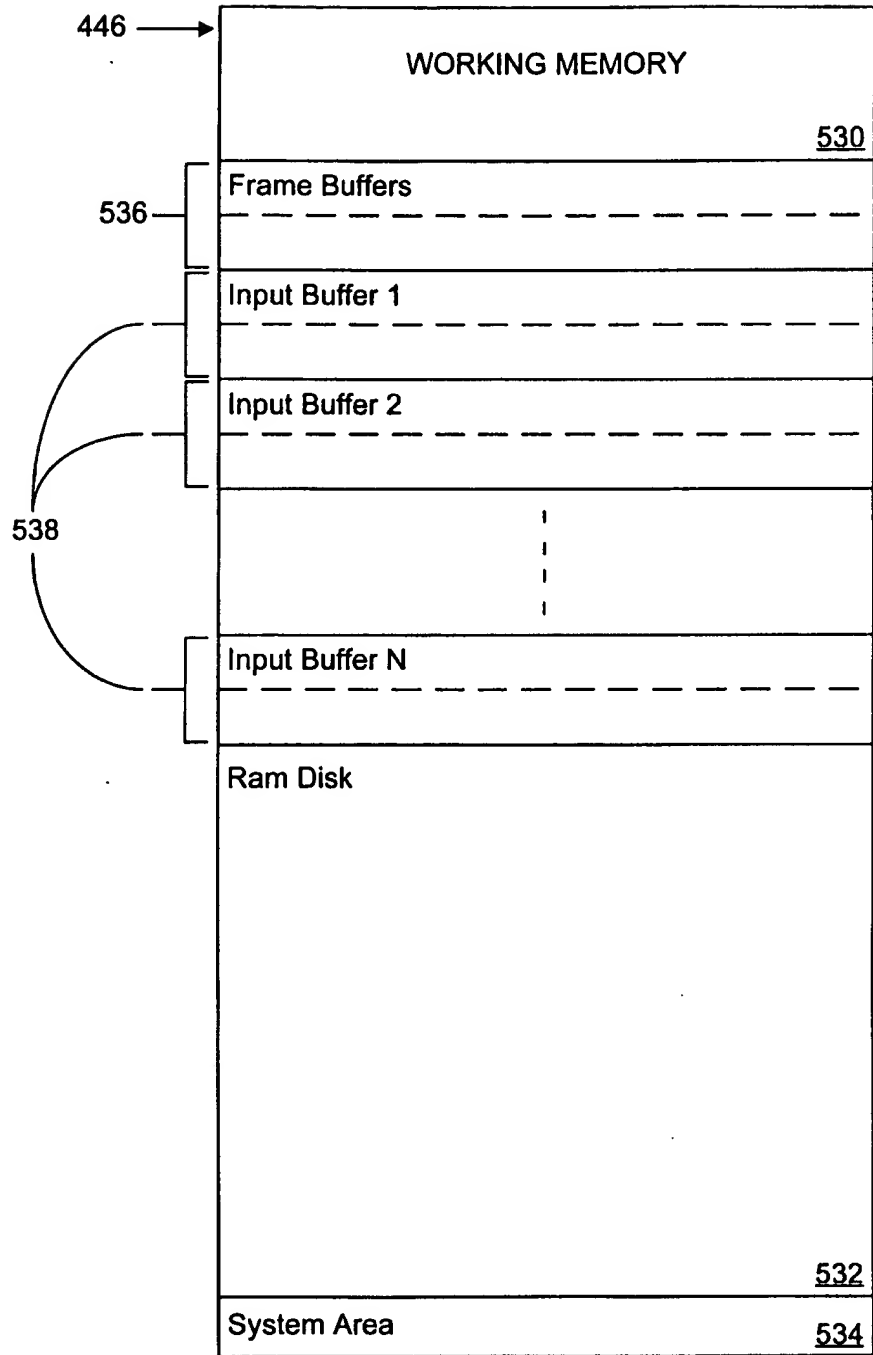 446
WORKING MEMORY
530
Frame Buffers
536
Input Buffer 1
Input Buffer 2
538
Input Buffer N
Ram Disk
532
System Area
534